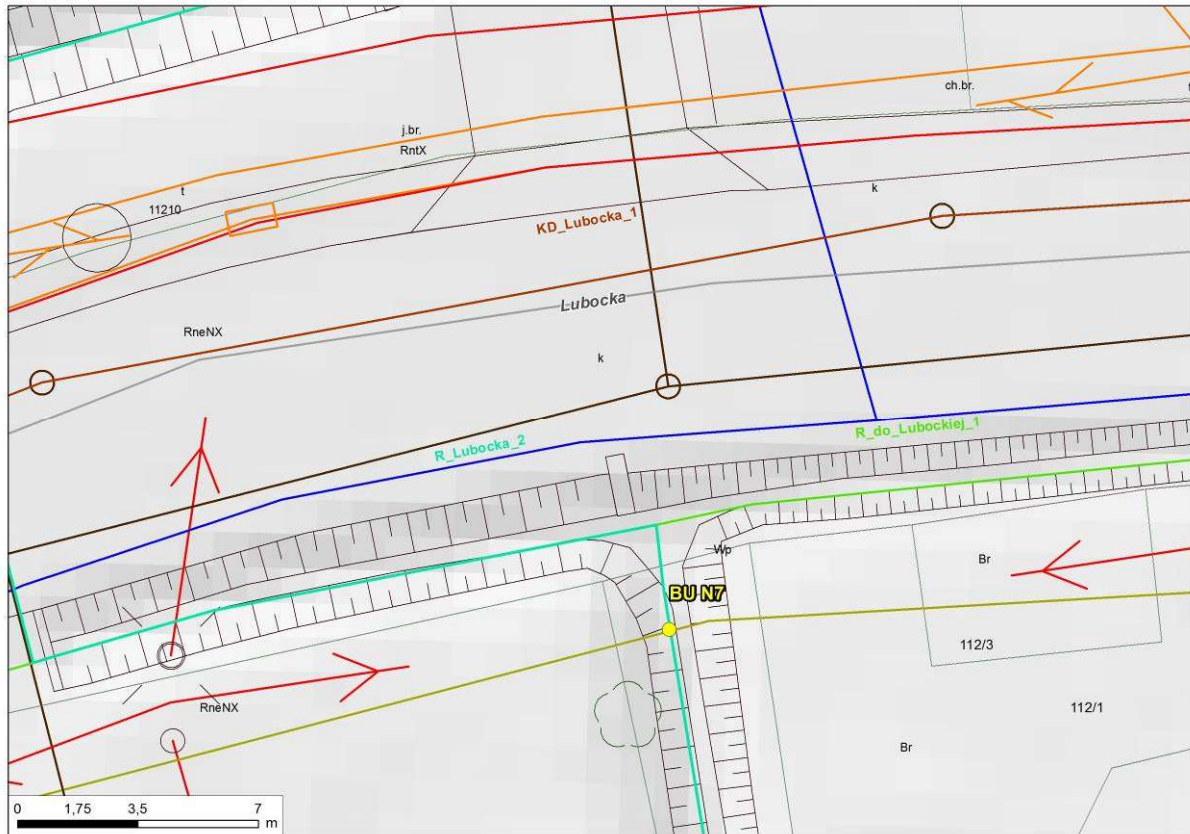 ch.br.
j.br.
RntX
t
11210
k
KD_Lubocka_1
Lubocka
RneNX
k
R_do_Lubockiej_1
R_Lubocka_2
Wp
Br
BU N7
112/3
RneNX
112/1
Br
0 1,75 3,5 7
m